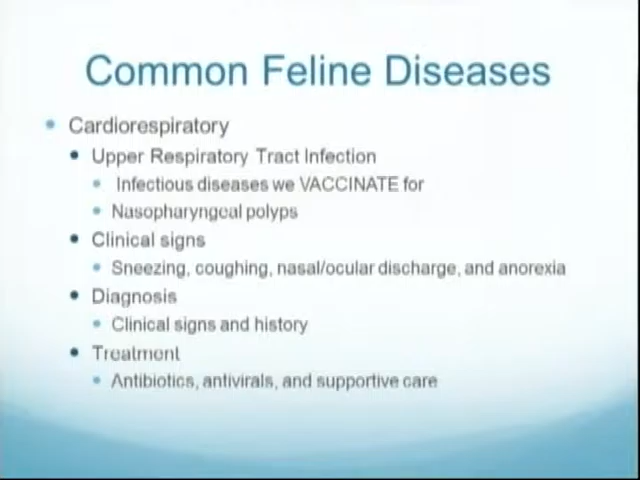 Common Feline Diseases
Cardiorespiratory
Upper Respiratory Tract Infection
Infectious diseases we VACCINATE for
Nasopharyngeal polyps
Clinical signs
Sneezing, coughing, nasal/ocular discharge, and anorexia
Diagnosis
Clinical signs and history
Treatment
Antibiotics, antivirals, and supportive care